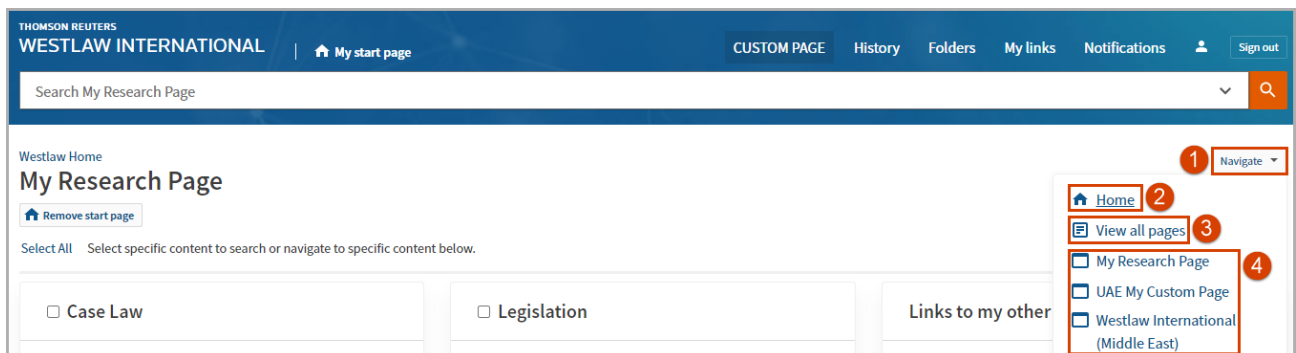 THOMSON REUTERS
WESTLAW INTERNATIONAL | My start page CUSTOM PAGE History Folders My links Notifications Sign out
Search My Research Page
Westlaw Home
1 Navigate
My Research Page
Home 2
Remove start page
View all pages 3
Select All Select specific content to search or navigate to specific content below.
My Research Page 4
UAE My Custom Page
Case Law Legislation Links to my other
Westlaw International
(Middle East)